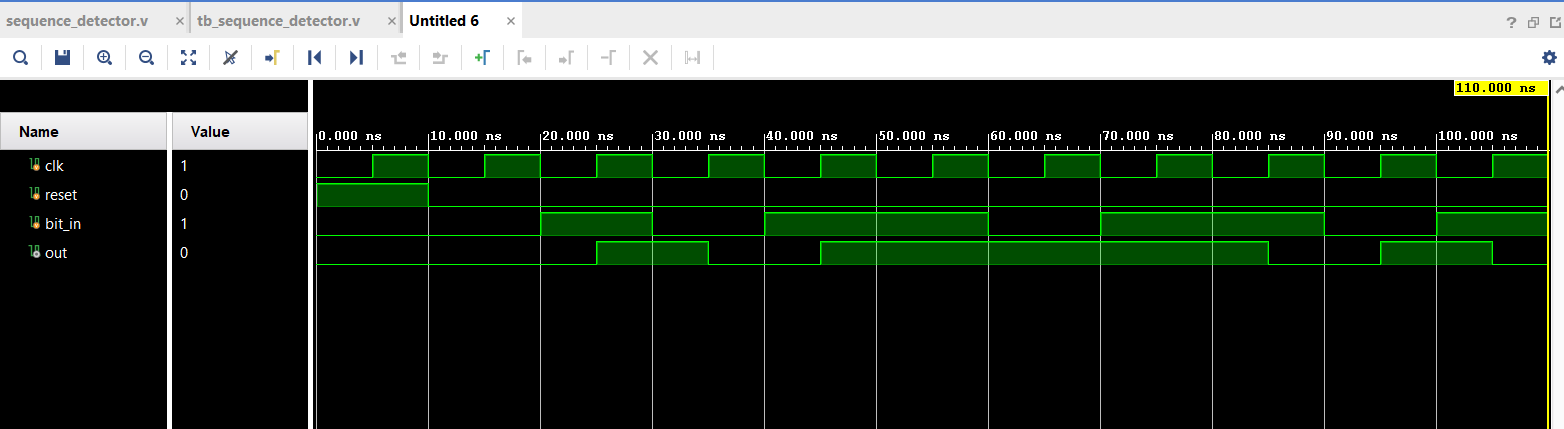 sequence_detector.v × tb_sequence_detector.v × Untitled 6 ×
?
110.000 ns
Name Value
0.000 ns 10.000 ns 20.000 ns 30.000 ns 40.000 ns 50.000 ns 60.000 ns 70.000 ns 80.000 ns 90.000 ns 100.000 ns
clk 1
reset 0
bit_in 1
out 0